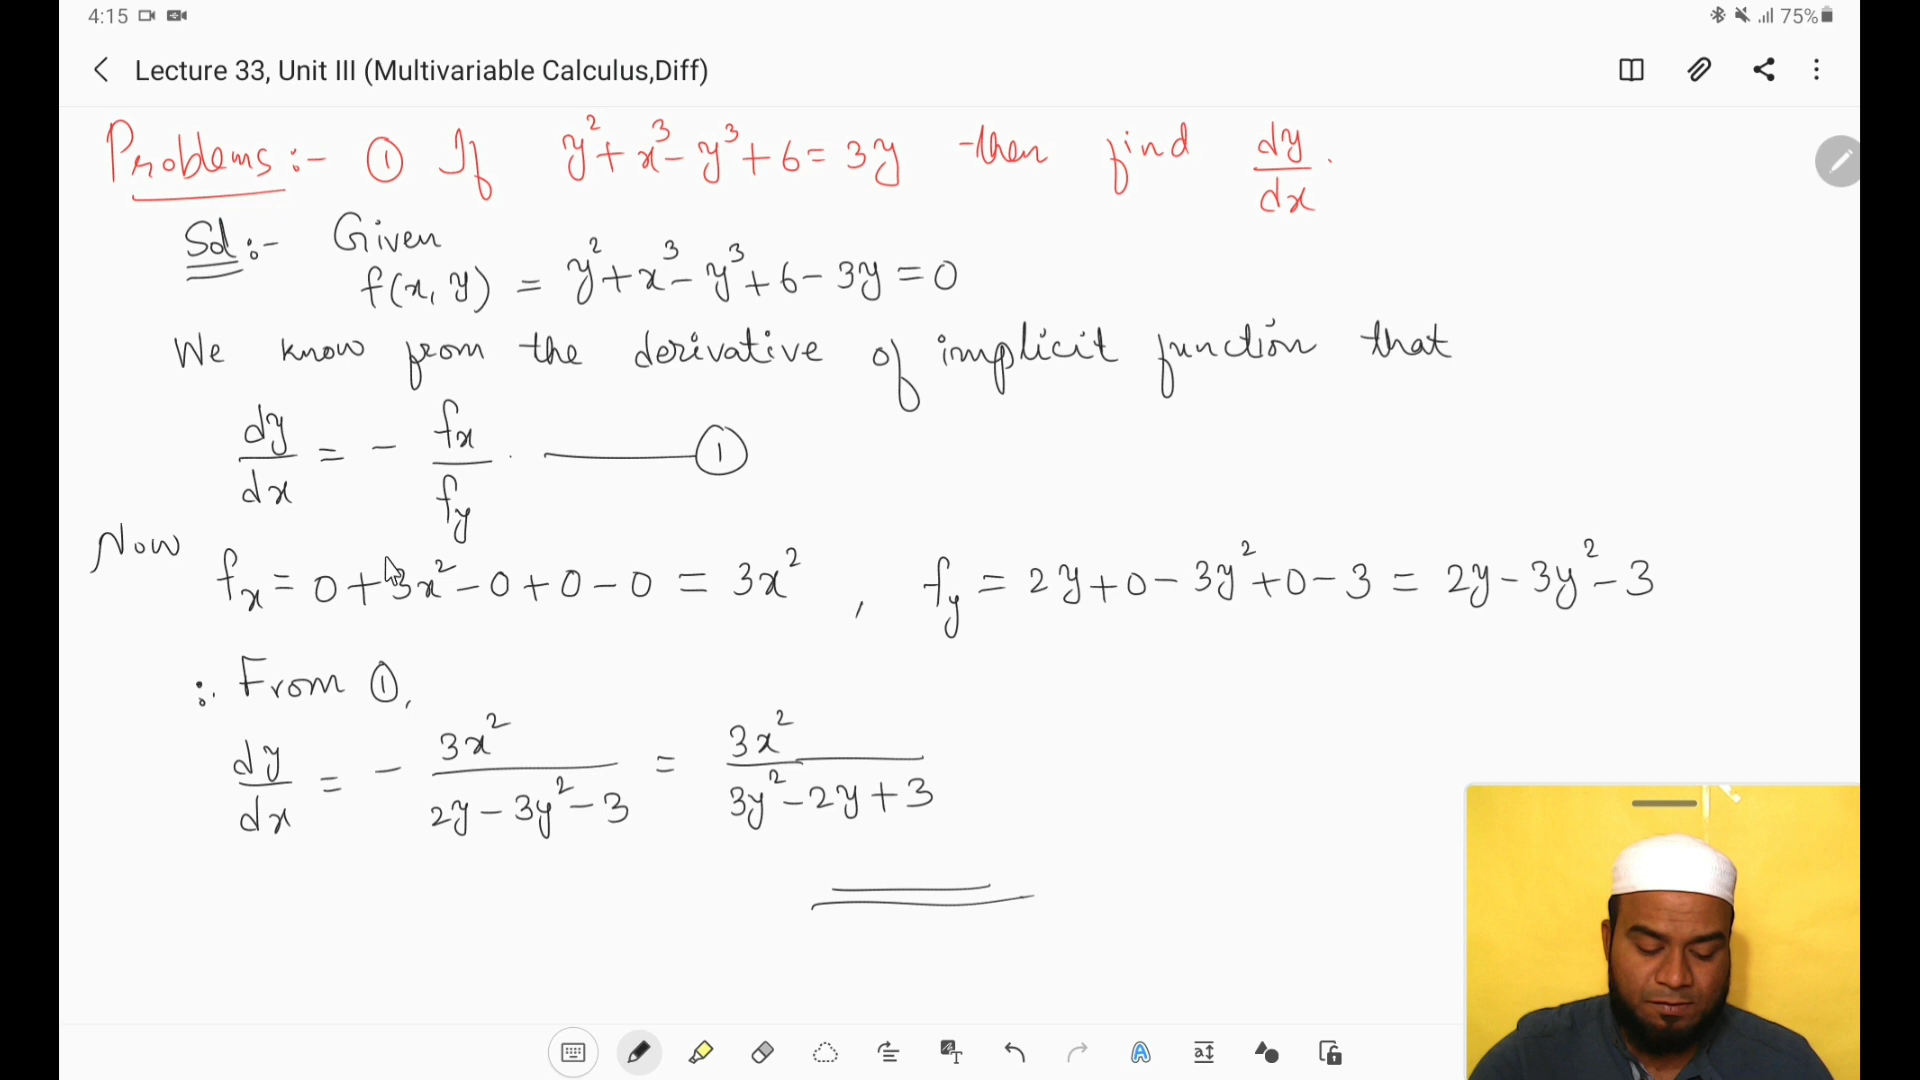 4:15
75%
Lecture 33, Unit III (Multivariable Calculus,Diff)
Problems :- ① If y² + x³ - y³ + 6 = 3y then find dy/dx.
Sol :- Given
f(x, y) = y² + x³ - y³ + 6 - 3y = 0
We know from the derivative of implicit function that
dy/dx = - fx/fy. ——— ①
Now
fx = 0 + 3x² - 0 + 0 - 0 = 3x² , fy = 2y + 0 - 3y² + 0 - 3 = 2y - 3y² - 3
∴ From ①,
dy/dx = - 3x²/(2y - 3y² - 3) = 3x²/(3y² - 2y + 3)